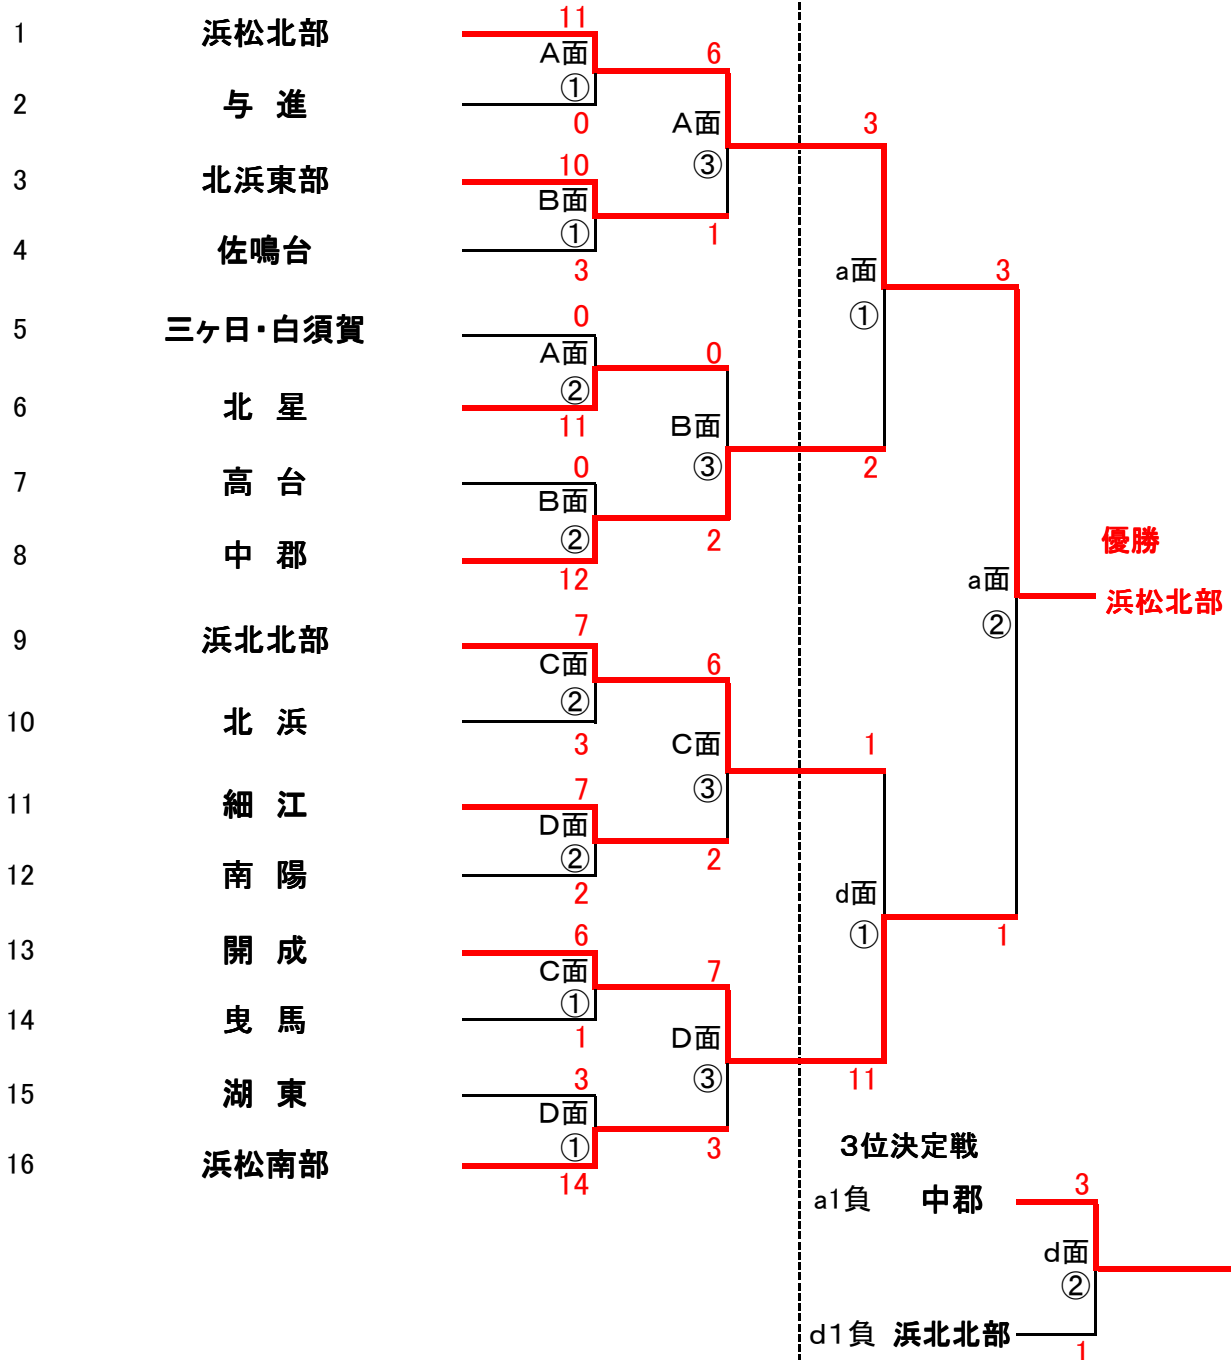 1 浜松北部 11
A面 6
①
2 与 進 0
A面 3
③
3 北浜東部 10
B面
①
1
4 佐鳴台 3
a面 3
①
5 三ヶ日・白須賀 0
A面 0
②
6 北 星 11
B面
③ 2
7 高 台 0
B面
② 2
8 中 郡 12
優勝
a面
浜松北部
②
9 浜北北部 7
C面 6
②
10 北 浜 3
C面 1
③
11 細 江 7
D面
② 2
12 南 陽 2
d面
① 1
13 開 成 6
C面 7
①
14 曳 馬 1
D面
③ 11
15 湖 東 3
D面
① 3
16 浜松南部 14
3位決定戦
a1負 中郡 3
d面
②
d1負 浜北北部 1